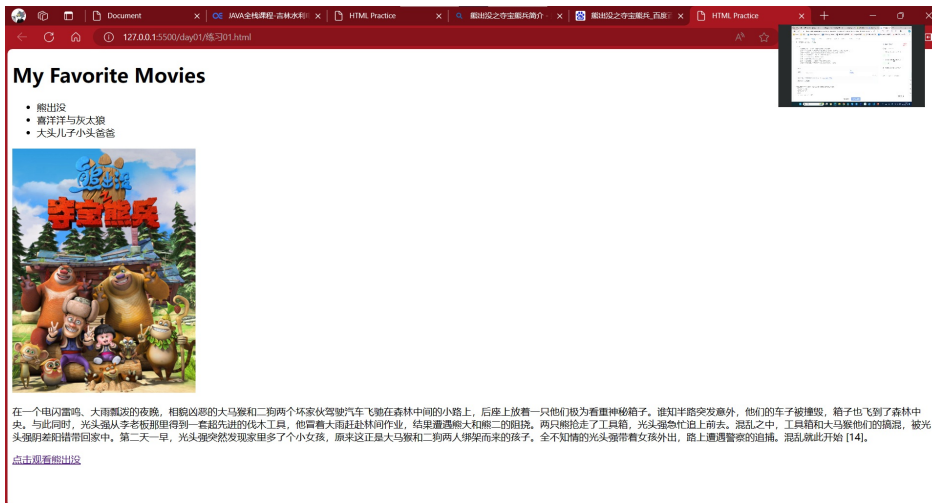 Document
JAVA全栈课程-吉林水利
HTML Practice
熊出没之夺宝熊兵简介 -
熊出没之夺宝熊兵_百度
HTML Practice
127.0.0.1:5500/day01/练习01.html
My Favorite Movies
熊出没
喜洋洋与灰太狼
大头儿子小头爸爸
熊出没
之
夺宝熊兵
在一个电闪雷鸣、大雨瓢泼的夜晚，相貌凶恶的大马猴和二狗两个坏家伙驾驶汽车飞驰在森林中间的小路上，后座上放着一只他们极为看重神秘箱子。谁知半路突发意外，他们的车子被撞毁，箱子也飞到了森林中
央。与此同时，光头强从李老板那里得到一套超先进的伐木工具，他冒着大雨赶赴林间作业，结果遭遇熊大和熊二的阻挠。两只熊抢走了工具箱，光头强急忙追上前去。混乱之中，工具箱和大马猴他们的搞混，被光
头强阴差阳错带回家中。第二天一早，光头强突然发现家里多了个小女孩，原来这正是大马猴和二狗两人绑架而来的孩子。全不知情的光头强带着女孩外出，路上遭遇警察的追捕。混乱就此开始 [14]。
点击观看熊出没